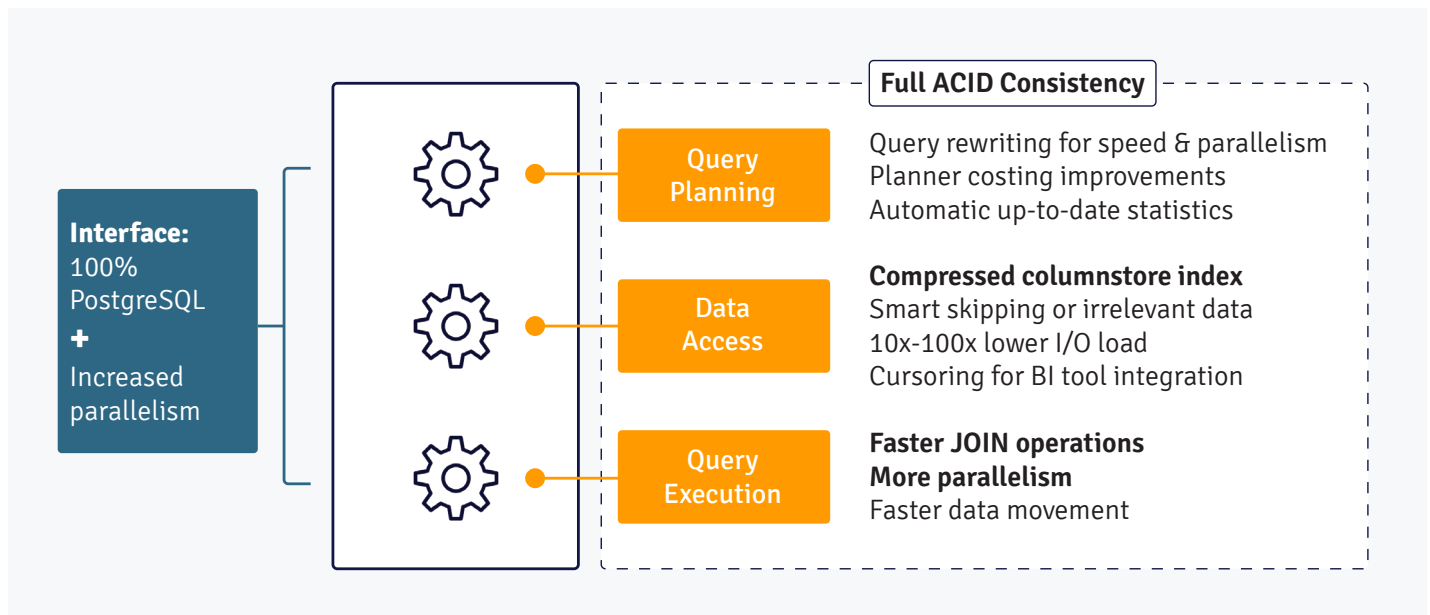 Full ACID Consistency
Interface:
100%
PostgreSQL
+
Increased
parallelism
Query
Planning
Query rewriting for speed & parallelism
Planner costing improvements
Automatic up-to-date statistics
Data
Access
Compressed columnstore index
Smart skipping or irrelevant data
10x-100x lower I/O load
Cursoring for BI tool integration
Query
Execution
Faster JOIN operations
More parallelism
Faster data movement